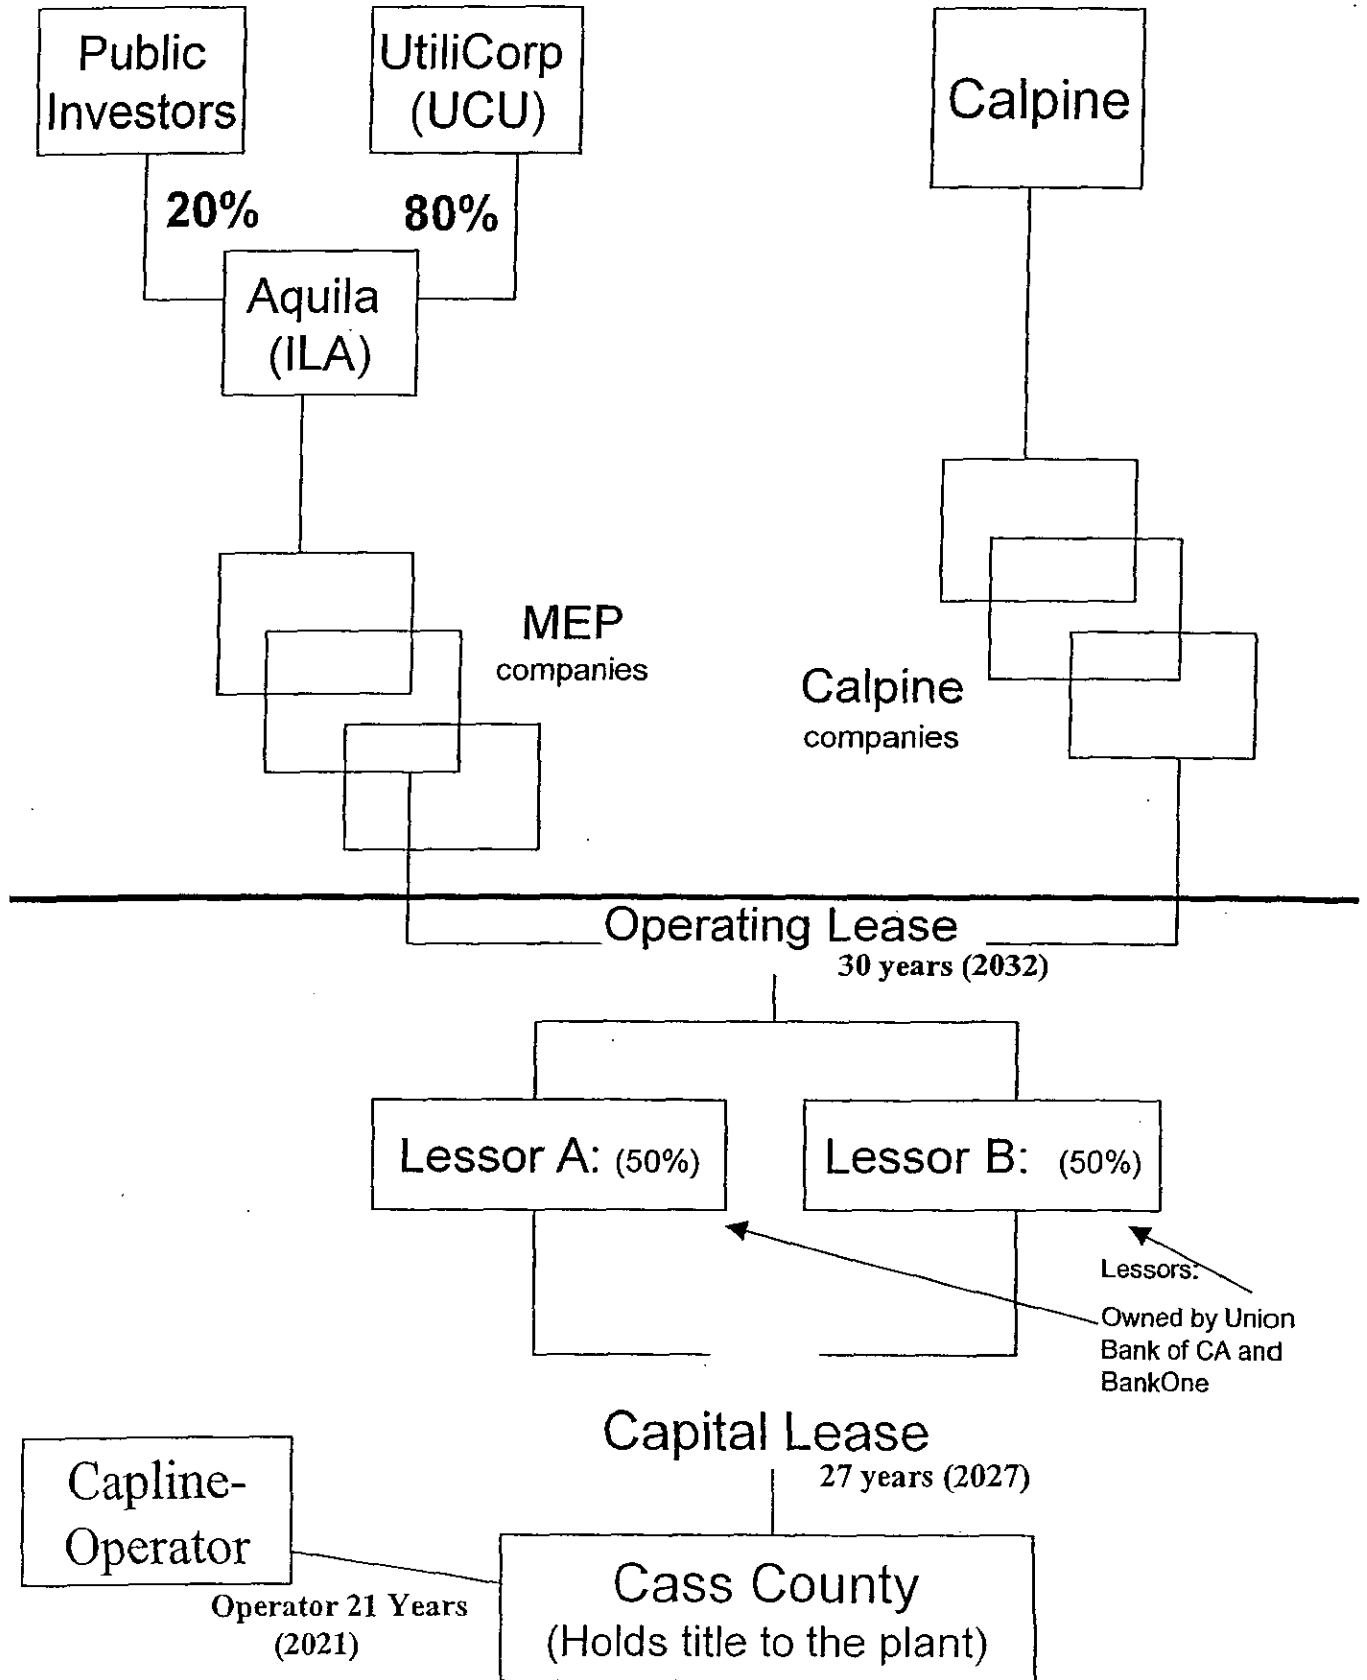 Public
Investors
UtiliCorp
(UCU)
Calpine
20%
80%
Aquila
(ILA)
MEP
companies
Calpine
companies
Operating Lease
30 years (2032)
Lessor A: (50%)
Lessor B: (50%)
Lessors:
Owned by Union
Bank of CA and
BankOne
Capital Lease
27 years (2027)
Capline-
Operator
Operator 21 Years
(2021)
Cass County
(Holds title to the plant)